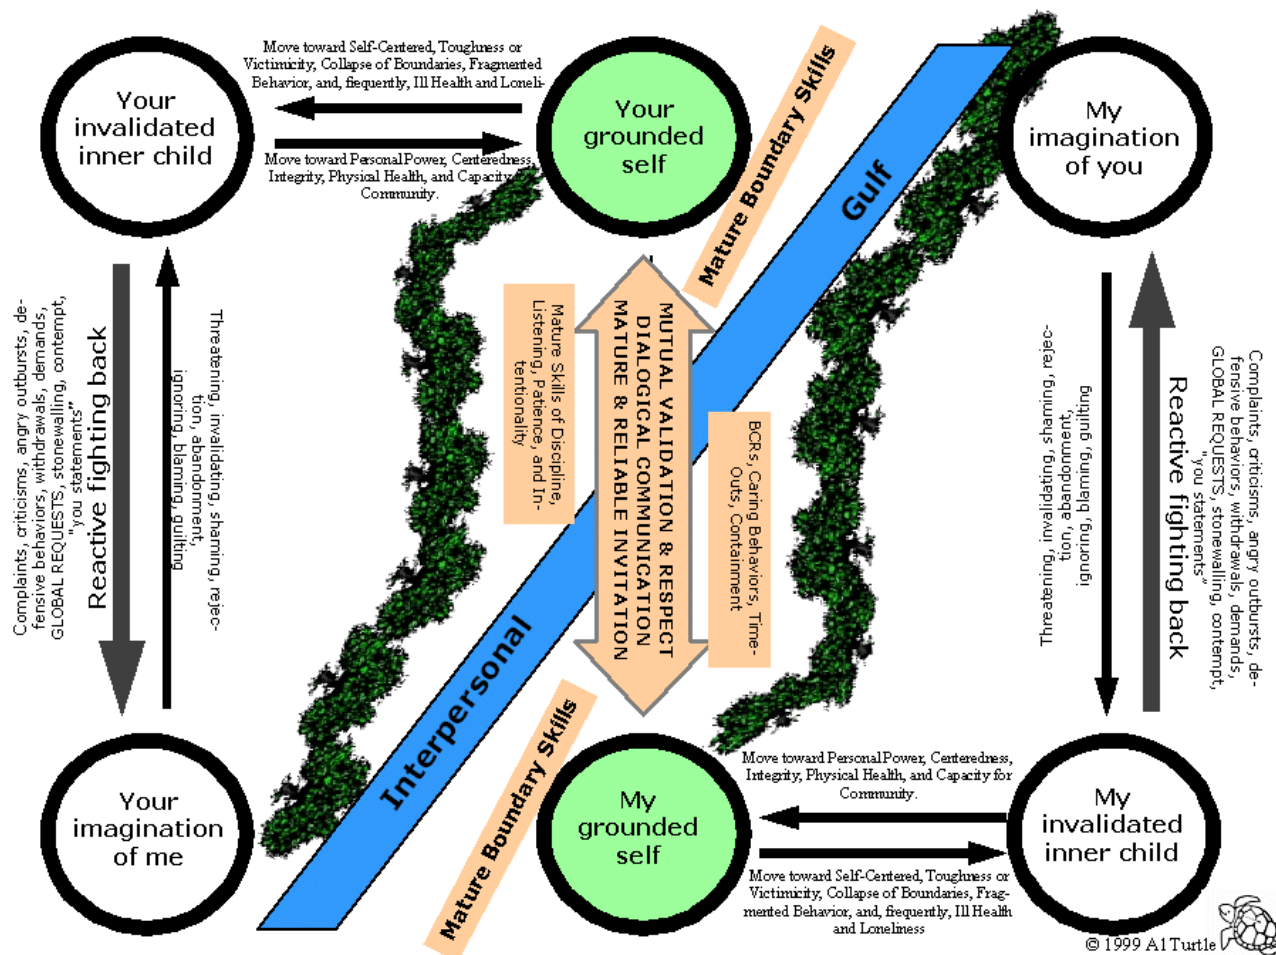 Move toward Self-Centered, Toughness or
Victimicity, Collapse of Boundaries, Fragmented
Behavior, and, frequently, Ill Health and Loneli-
Your
invalidated
inner child
Your
grounded
self
My
imagination
of you
Move toward Personal Power, Centeredness,
Integrity, Physical Health, and Capacity
Community.
Mature Boundary Skills
Gulf
Complaints, criticisms, angry outbursts, de-
fensive behaviors, withdrawals, demands,
GLOBAL REQUESTS, stonewalling, contempt,
"you statements"
Reactive fighting back
Threatening, invalidating, shaming, rejec-
tion, abandonment,
ignoring, blaming, guilting
Mature Skills of Discipline,
Listening, Patience, and In-
tentionality
MUTUAL VALIDATION & RESPECT
DIALOGICAL COMMUNICATION
MATURE & RELIABLE INVITATION
BCRs, Caring Behaviors, Time-
Outs, Containment
Threatening, invalidating, shaming, rejec-
tion, abandonment,
ignoring, blaming, guilting
Complaints, criticisms, angry outbursts, de-
fensive behaviors, withdrawals, demands,
GLOBAL REQUESTS, stonewalling, contempt,
"you statements"
Reactive fighting back
Interpersonal
Mature Boundary Skills
Your
imagination
of me
My
grounded
self
Move toward Personal Power, Centeredness,
Integrity, Physical Health, and Capacity for
Community.
My
invalidated
inner child
Move toward Self-Centered, Toughness or
Victimicity, Collapse of Boundaries, Frag-
mented Behavior, and, frequently, Ill Health
and Loneliness
© 1999 Al Turtle